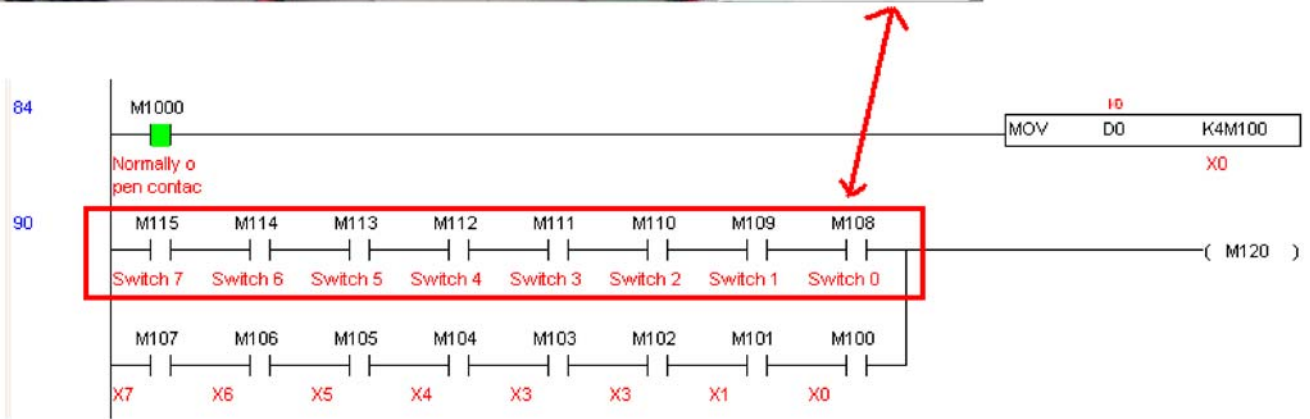 84
M1000
MOV D0 K4M100
X0
Normally o
pen contac
90
M115 M114 M113 M112 M111 M110 M109 M108
( M120 )
Switch 7 Switch 6 Switch 5 Switch 4 Switch 3 Switch 2 Switch 1 Switch 0
M107 M106 M105 M104 M103 M102 M101 M100
X7 X6 X5 X4 X3 X3 X1 X0